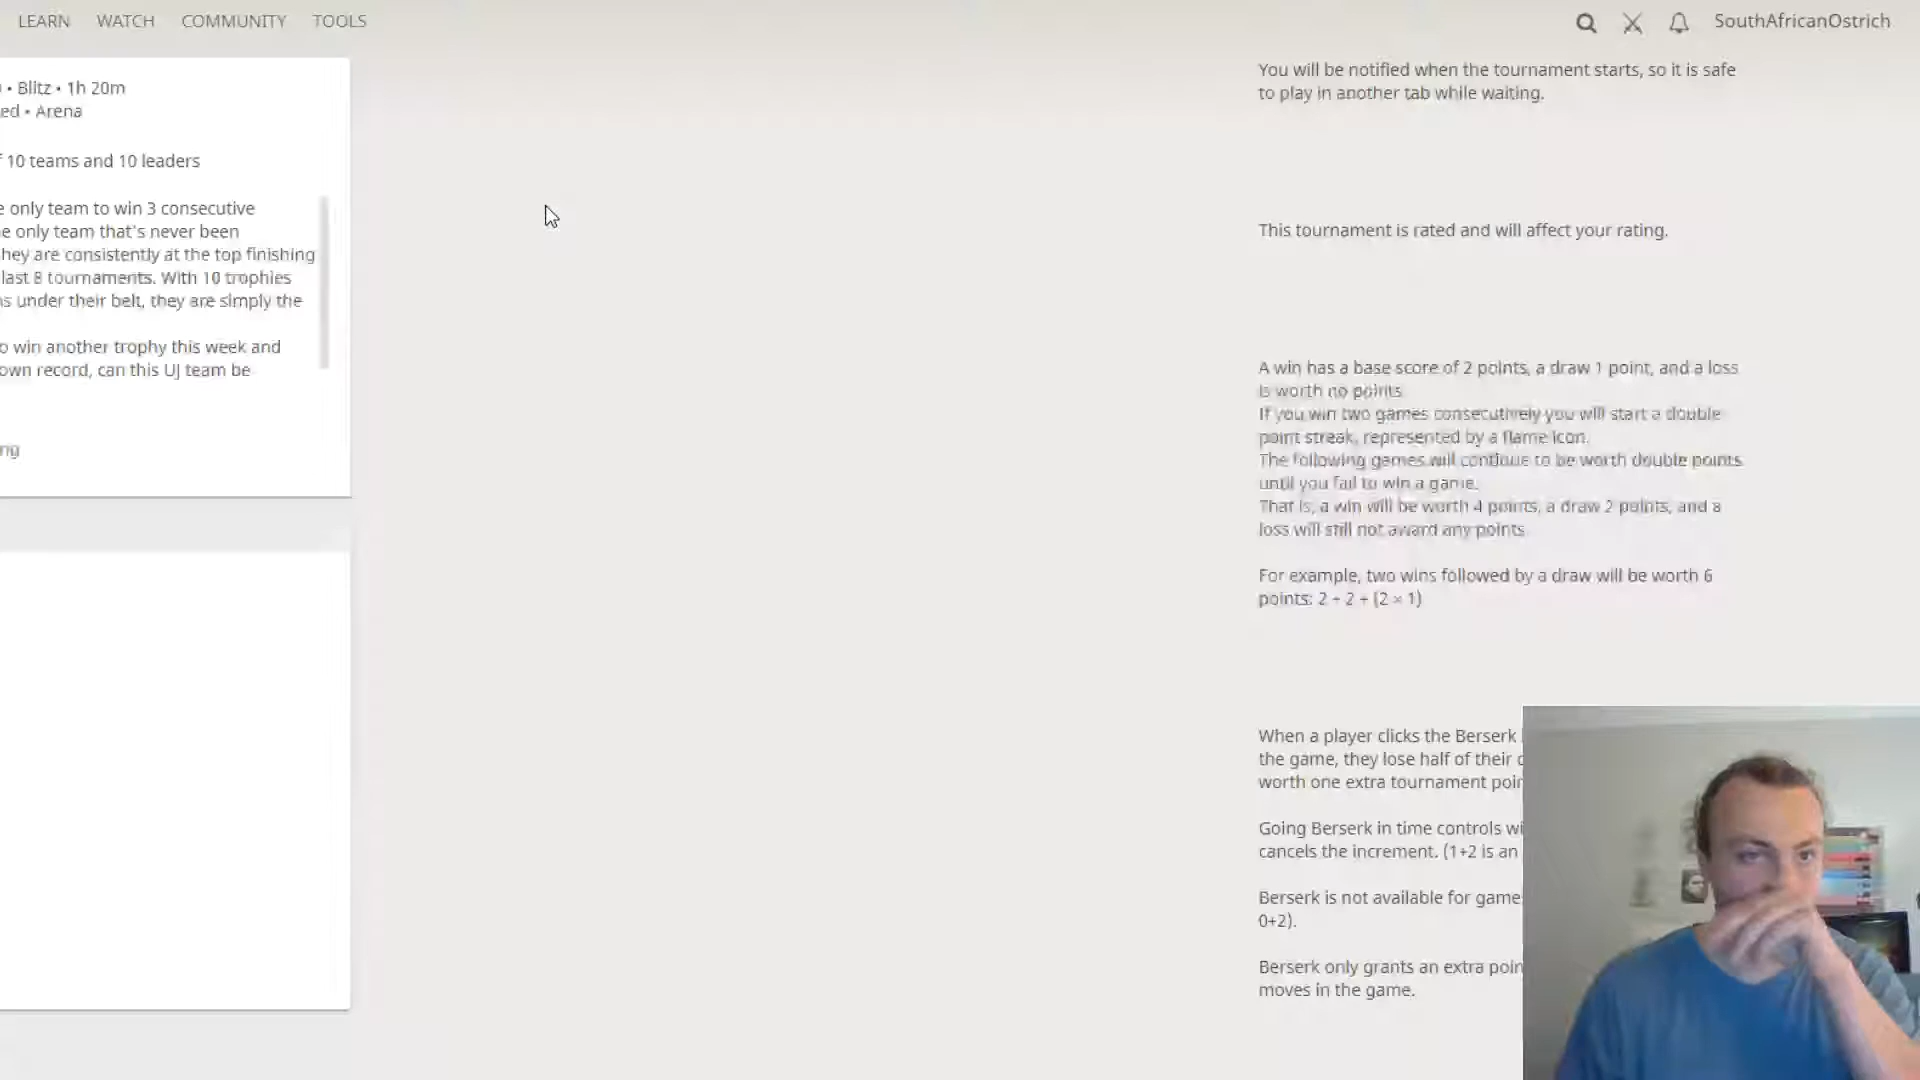 LEARN WATCH COMMUNITY TOOLS
SouthAfricanOstrich
• Blitz • 1h 20m
ed • Arena
10 teams and 10 leaders
e only team to win 3 consecutive
e only team that's never been
hey are consistently at the top finishing
last 8 tournaments. With 10 trophies
s under their belt, they are simply the
o win another trophy this week and
own record, can this UJ team be
ng
You will be notified when the tournament starts, so it is safe
to play in another tab while waiting.
This tournament is rated and will affect your rating.
A win has a base score of 2 points, a draw 1 point, and a loss
is worth no points.
If you win two games consecutively you will start a double
point streak, represented by a flame icon.
The following games will continue to be worth double points
until you fail to win a game.
That is, a win will be worth 4 points, a draw 2 points, and a
loss will still not award any points.
For example, two wins followed by a draw will be worth 6
points: 2 + 2 + (2 × 1)
When a player clicks the Berserk
the game, they lose half of their
worth one extra tournament poin
Going Berserk in time controls wi
cancels the increment. (1+2 is an
Berserk is not available for game
0+2).
Berserk only grants an extra poin
moves in the game.